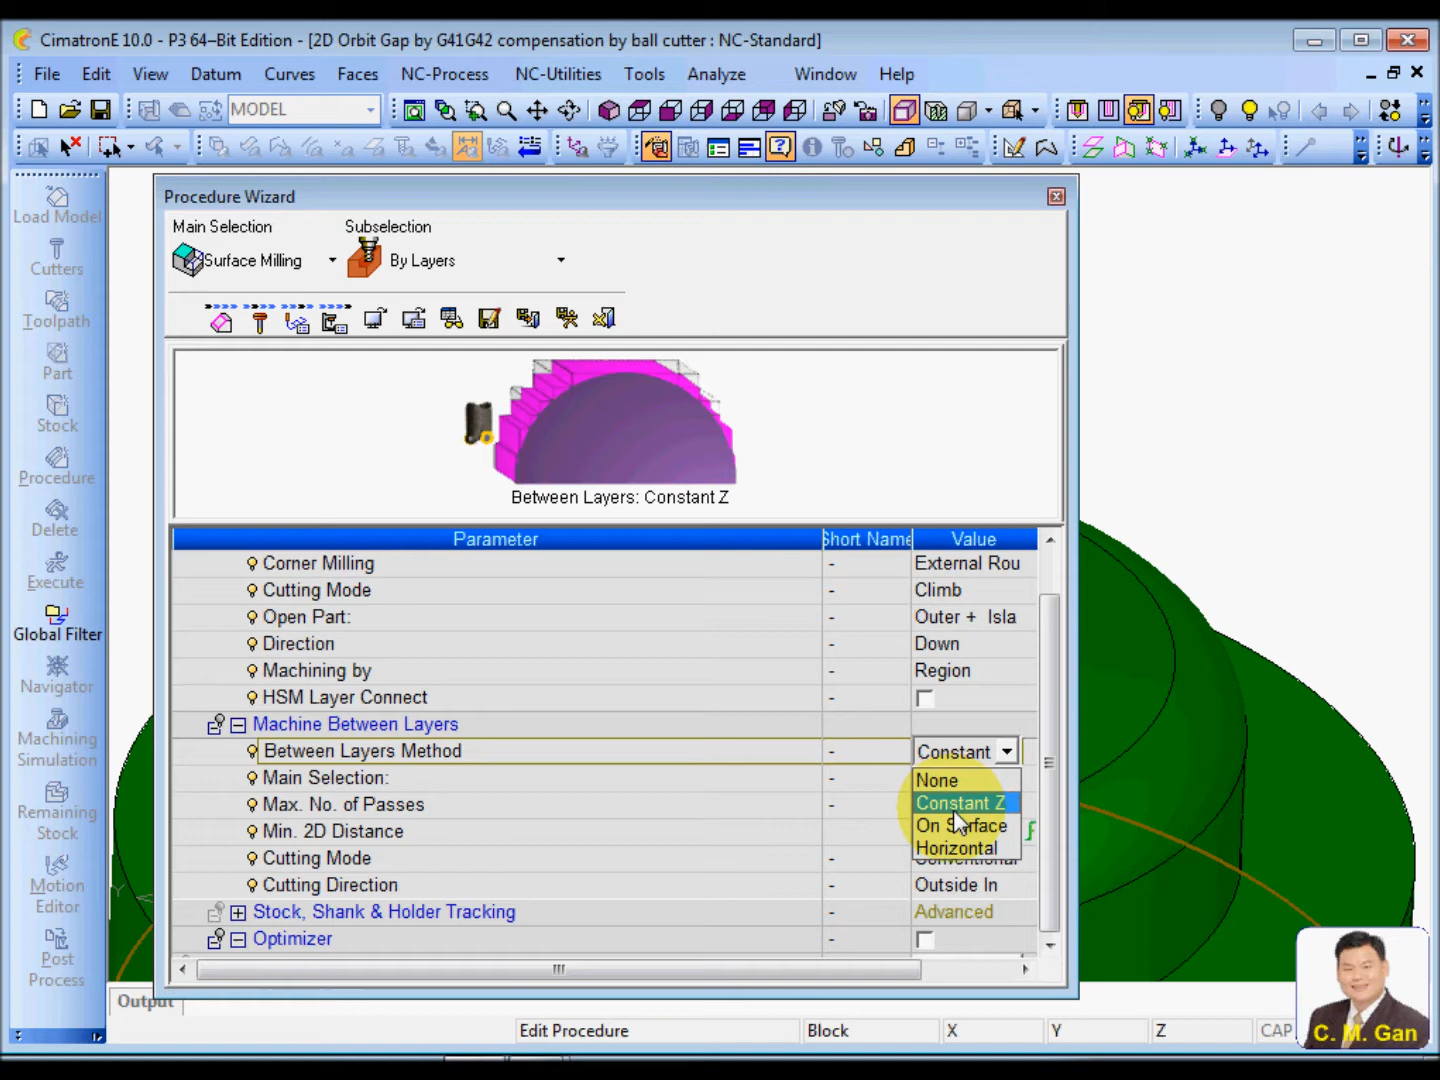 CimatronE 10.0 - P3 64–Bit Edition - [2D Orbit Gap by G41G42 compensation by ball cutter : NC-Standard]
File Edit View Datum Curves Faces NC-Process NC-Utilities Tools Analyze Window Help
MODEL
Load Model
Cutters
Toolpath
Part
Stock
Procedure
Delete
Execute
Global Filter
Navigator
Machining
Simulation
Remaining
Stock
Motion
Editor
Post
Process
Procedure Wizard
Main Selection Subselection
Surface Milling By Layers
Between Layers: Constant Z
Parameter Short Name Value
Corner Milling - External Rou
Cutting Mode - Climb
Open Part: - Outer + Isla
Direction - Down
Machining by - Region
HSM Layer Connect -
Machine Between Layers
Between Layers Method - Constant
Main Selection: -
Max. No. of Passes -
Min. 2D Distance
Cutting Mode - Conventional
Cutting Direction - Outside In
Stock, Shank & Holder Tracking - Advanced
Optimizer -
None
Constant Z
On Surface
Horizontal
Output
Edit Procedure Block X Y Z CAP
C. M. Gan